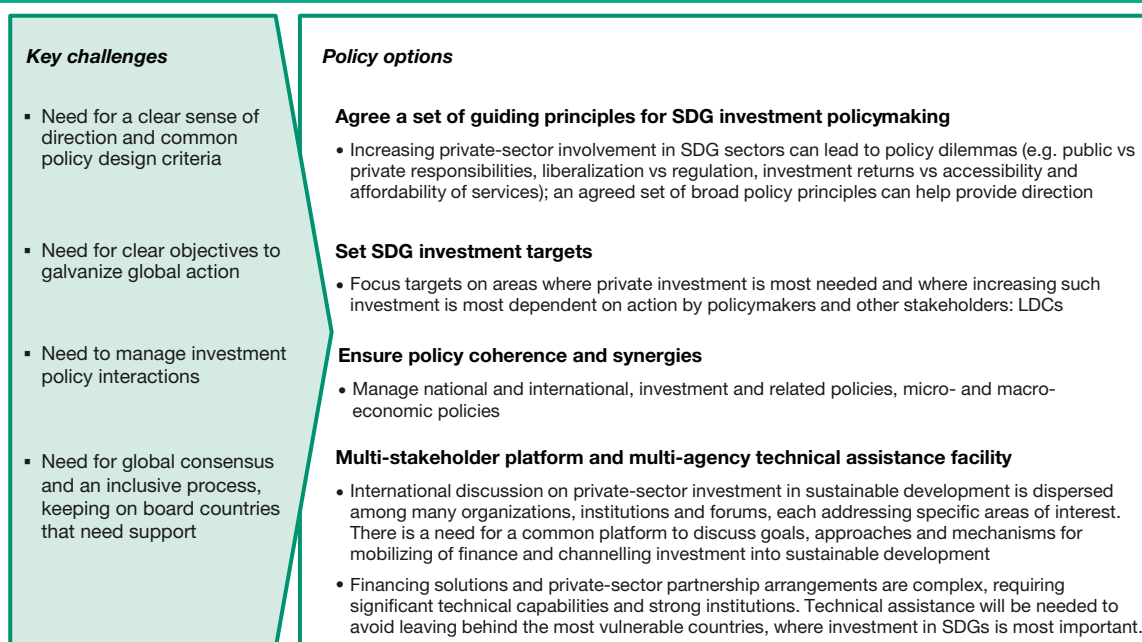 Key challenges
▪ Need for a clear sense of
direction and common
policy design criteria
▪ Need for clear objectives to
galvanize global action
▪ Need to manage investment
policy interactions
▪ Need for global consensus
and an inclusive process,
keeping on board countries
that need support
Policy options
Agree a set of guiding principles for SDG investment policymaking
• Increasing private-sector involvement in SDG sectors can lead to policy dilemmas (e.g. public vs
private responsibilities, liberalization vs regulation, investment returns vs accessibility and
affordability of services); an agreed set of broad policy principles can help provide direction
Set SDG investment targets
• Focus targets on areas where private investment is most needed and where increasing such
investment is most dependent on action by policymakers and other stakeholders: LDCs
Ensure policy coherence and synergies
• Manage national and international, investment and related policies, micro- and macro-
economic policies
Multi-stakeholder platform and multi-agency technical assistance facility
• International discussion on private-sector investment in sustainable development is dispersed
among many organizations, institutions and forums, each addressing specific areas of interest.
There is a need for a common platform to discuss goals, approaches and mechanisms for
mobilizing of finance and channelling investment into sustainable development
• Financing solutions and private-sector partnership arrangements are complex, requiring
significant technical capabilities and strong institutions. Technical assistance will be needed to
avoid leaving behind the most vulnerable countries, where investment in SDGs is most important